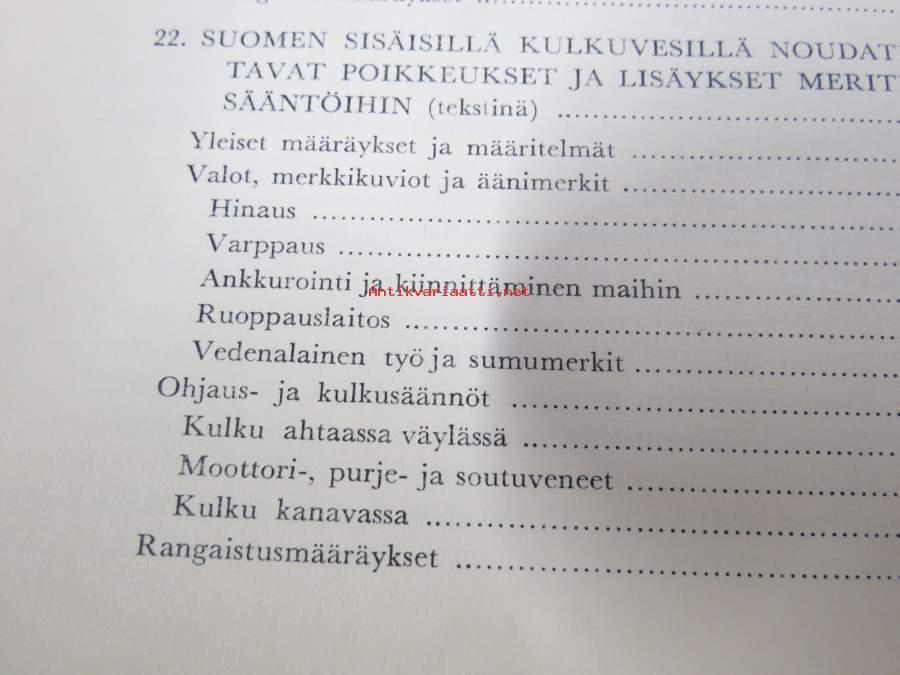 22. SUOMEN SISÄISILLÄ KULKUVESILLÄ NOUDAT
TAVAT POIKKEUKSET JA LISÄYKSET MERIT
SÄÄNTÖIHIN (tekstinä) ..........
Yleiset määräykset ja määritelmät ..........
Valot, merkkikuviot ja äänimerkit ..........
Hinaus ..........
Varppaus ..........
Ankkurointi ja kiinnittäminen maihin ..........
Antikvariaatti.net
Ruoppauslaitos ..........
Vedenalainen työ ja sumumerkit ..........
Ohjaus- ja kulkusäännöt ..........
Kulku ahtaassa väylässä ..........
Moottori-, purje- ja soutuveneet ..........
Kulku kanavassa ..........
Rangaistusmääräykset ..........